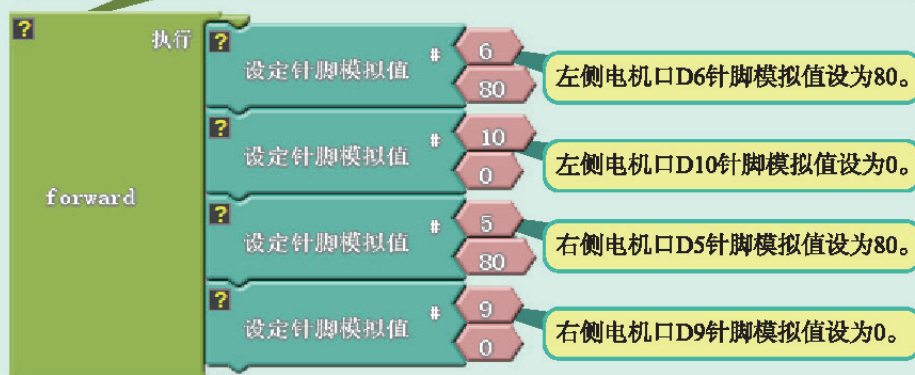 ? 执行 ? 设定针脚模拟值 # 6
80
左侧电机口D6针脚模拟值设为80。
? 设定针脚模拟值 # 10
0
左侧电机口D10针脚模拟值设为0。
forward
? 设定针脚模拟值 # 5
80
右侧电机口D5针脚模拟值设为80。
? 设定针脚模拟值 # 9
0
右侧电机口D9针脚模拟值设为0。